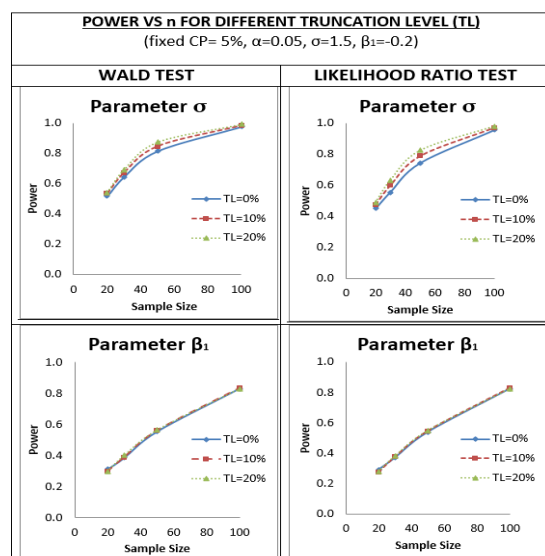 POWER VS n FOR DIFFERENT TRUNCATION LEVEL (TL)
(fixed CP= 5%, α=0.05, σ=1.5, β₁=-0.2)
WALD TEST
LIKELIHOOD RATIO TEST
Parameter σ
1.0
0.8
0.6
0.4
0.2
0.0
Power
TL=0%
TL=10%
TL=20%
0 20 40 60 80 100
Sample Size
Parameter σ
1.0
0.8
0.6
0.4
0.2
0.0
Power
TL=0%
TL=10%
TL=20%
0 20 40 60 80 100
Sample Size
Parameter β₁
1.0
0.8
0.6
0.4
0.2
0.0
Power
TL=0%
TL=10%
TL=20%
0 20 40 60 80 100
Sample Size
Parameter β₁
1.0
0.8
0.6
0.4
0.2
0.0
Power
TL=0%
TL=10%
TL=20%
0 20 40 60 80 100
Sample Size